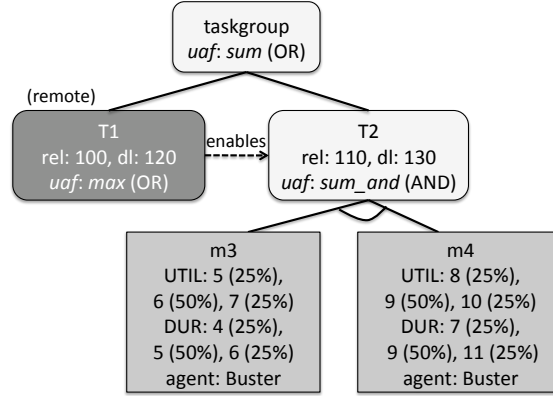 taskgroup
uaf: sum (OR)
(remote)
T1
rel: 100, dl: 120
uaf: max (OR)
enables
T2
rel: 110, dl: 130
uaf: sum_and (AND)
m3
UTIL: 5 (25%),
6 (50%), 7 (25%)
DUR: 4 (25%),
5 (50%), 6 (25%)
agent: Buster
m4
UTIL: 8 (25%),
9 (50%), 10 (25%)
DUR: 7 (25%),
9 (50%), 11 (25%)
agent: Buster